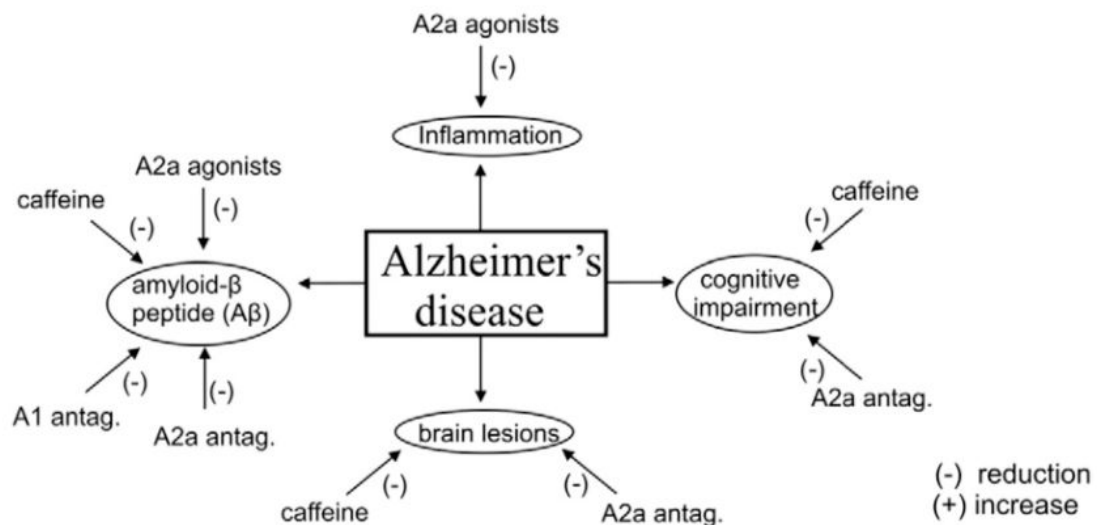 A2a agonists
(-)
Inflammation
A2a agonists
caffeine
(-)
(-)
amyloid-β
peptide (Aβ)
(-)
A1 antag.
(-)
A2a antag.
Alzheimer's
disease
caffeine
(-)
cognitive
impairment
(-)
A2a antag.
brain lesions
(-)
caffeine
(-)
A2a antag.
(-) reduction
(+) increase